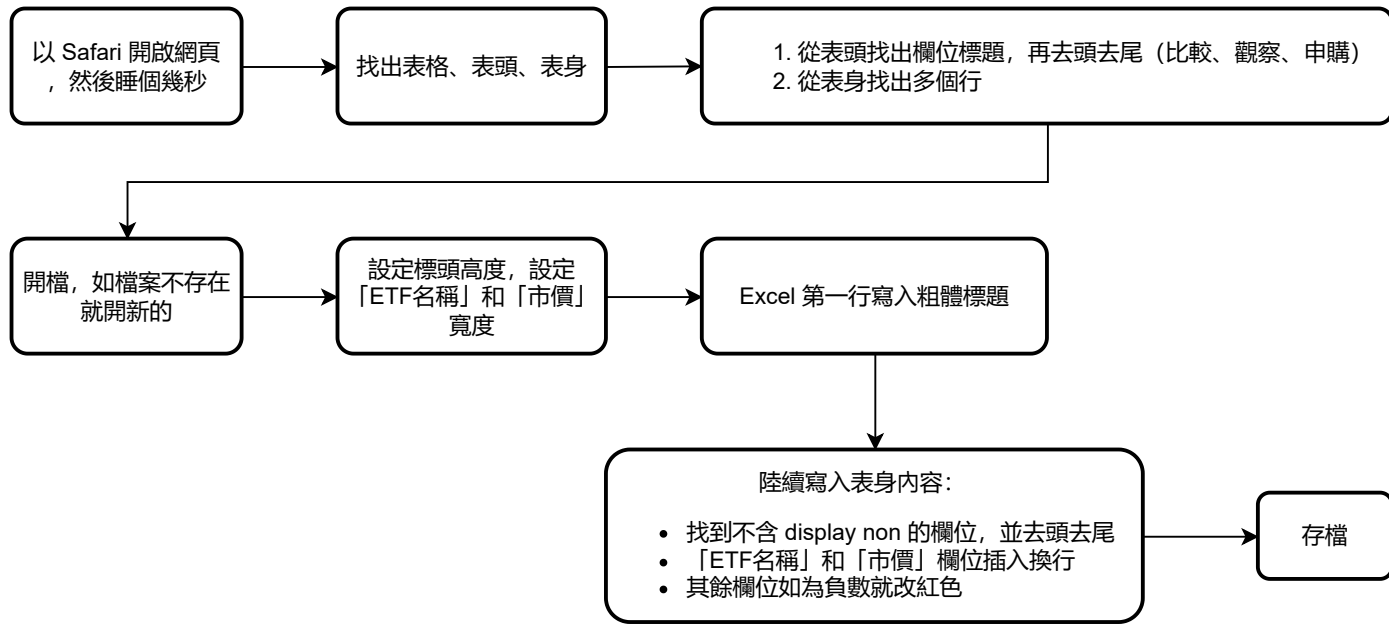 以 Safari 開啟網頁
，然後睡個幾秒
找出表格、表頭、表身
1. 從表頭找出欄位標題，再去頭去尾（比較、觀察、申購）
2. 從表身找出多個行
開檔，如檔案不存在
就開新的
設定標頭高度，設定
「ETF名稱」和「市價」
寬度
Excel 第一行寫入粗體標題
陸續寫入表身內容：
• 找到不含 display non 的欄位，並去頭去尾
• 「ETF名稱」和「市價」欄位插入換行
• 其餘欄位如為負數就改紅色
存檔